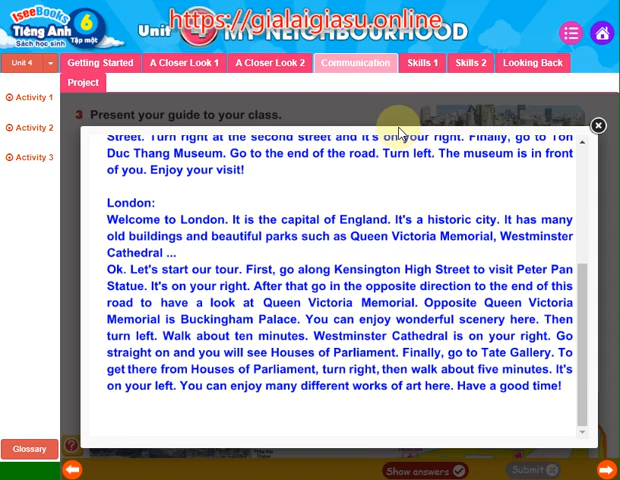 IseeBooks
Tiếng Anh 6
Sách học sinh Tập một
Unit 4 MY NEIGHBOURHOOD
https://gialaigiasu.online
Unit 4
Getting Started
A Closer Look 1
A Closer Look 2
Communication
Skills 1
Skills 2
Looking Back
Project
Activity 1
Activity 2
Activity 3
3 Present your guide to your class.
Street. Turn right at the second street and it's on your right. Finally, go to Ton
Duc Thang Museum. Go to the end of the road. Turn left. The museum is in front
of you. Enjoy your visit!
London:
Welcome to London. It is the capital of England. It's a historic city. It has many
old buildings and beautiful parks such as Queen Victoria Memorial, Westminster
Cathedral ...
Ok. Let's start our tour. First, go along Kensington High Street to visit Peter Pan
Statue. It's on your right. After that go in the opposite direction to the end of this
road to have a look at Queen Victoria Memorial. Opposite Queen Victoria
Memorial is Buckingham Palace. You can enjoy wonderful scenery here. Then
turn left. Walk about ten minutes. Westminster Cathedral is on your right. Go
straight on and you will see Houses of Parliament. Finally, go to Tate Gallery. To
get there from Houses of Parliament, turn right, then walk about five minutes. It's
on your left. You can enjoy many different works of art here. Have a good time!
Glossary
Show answers
Submit